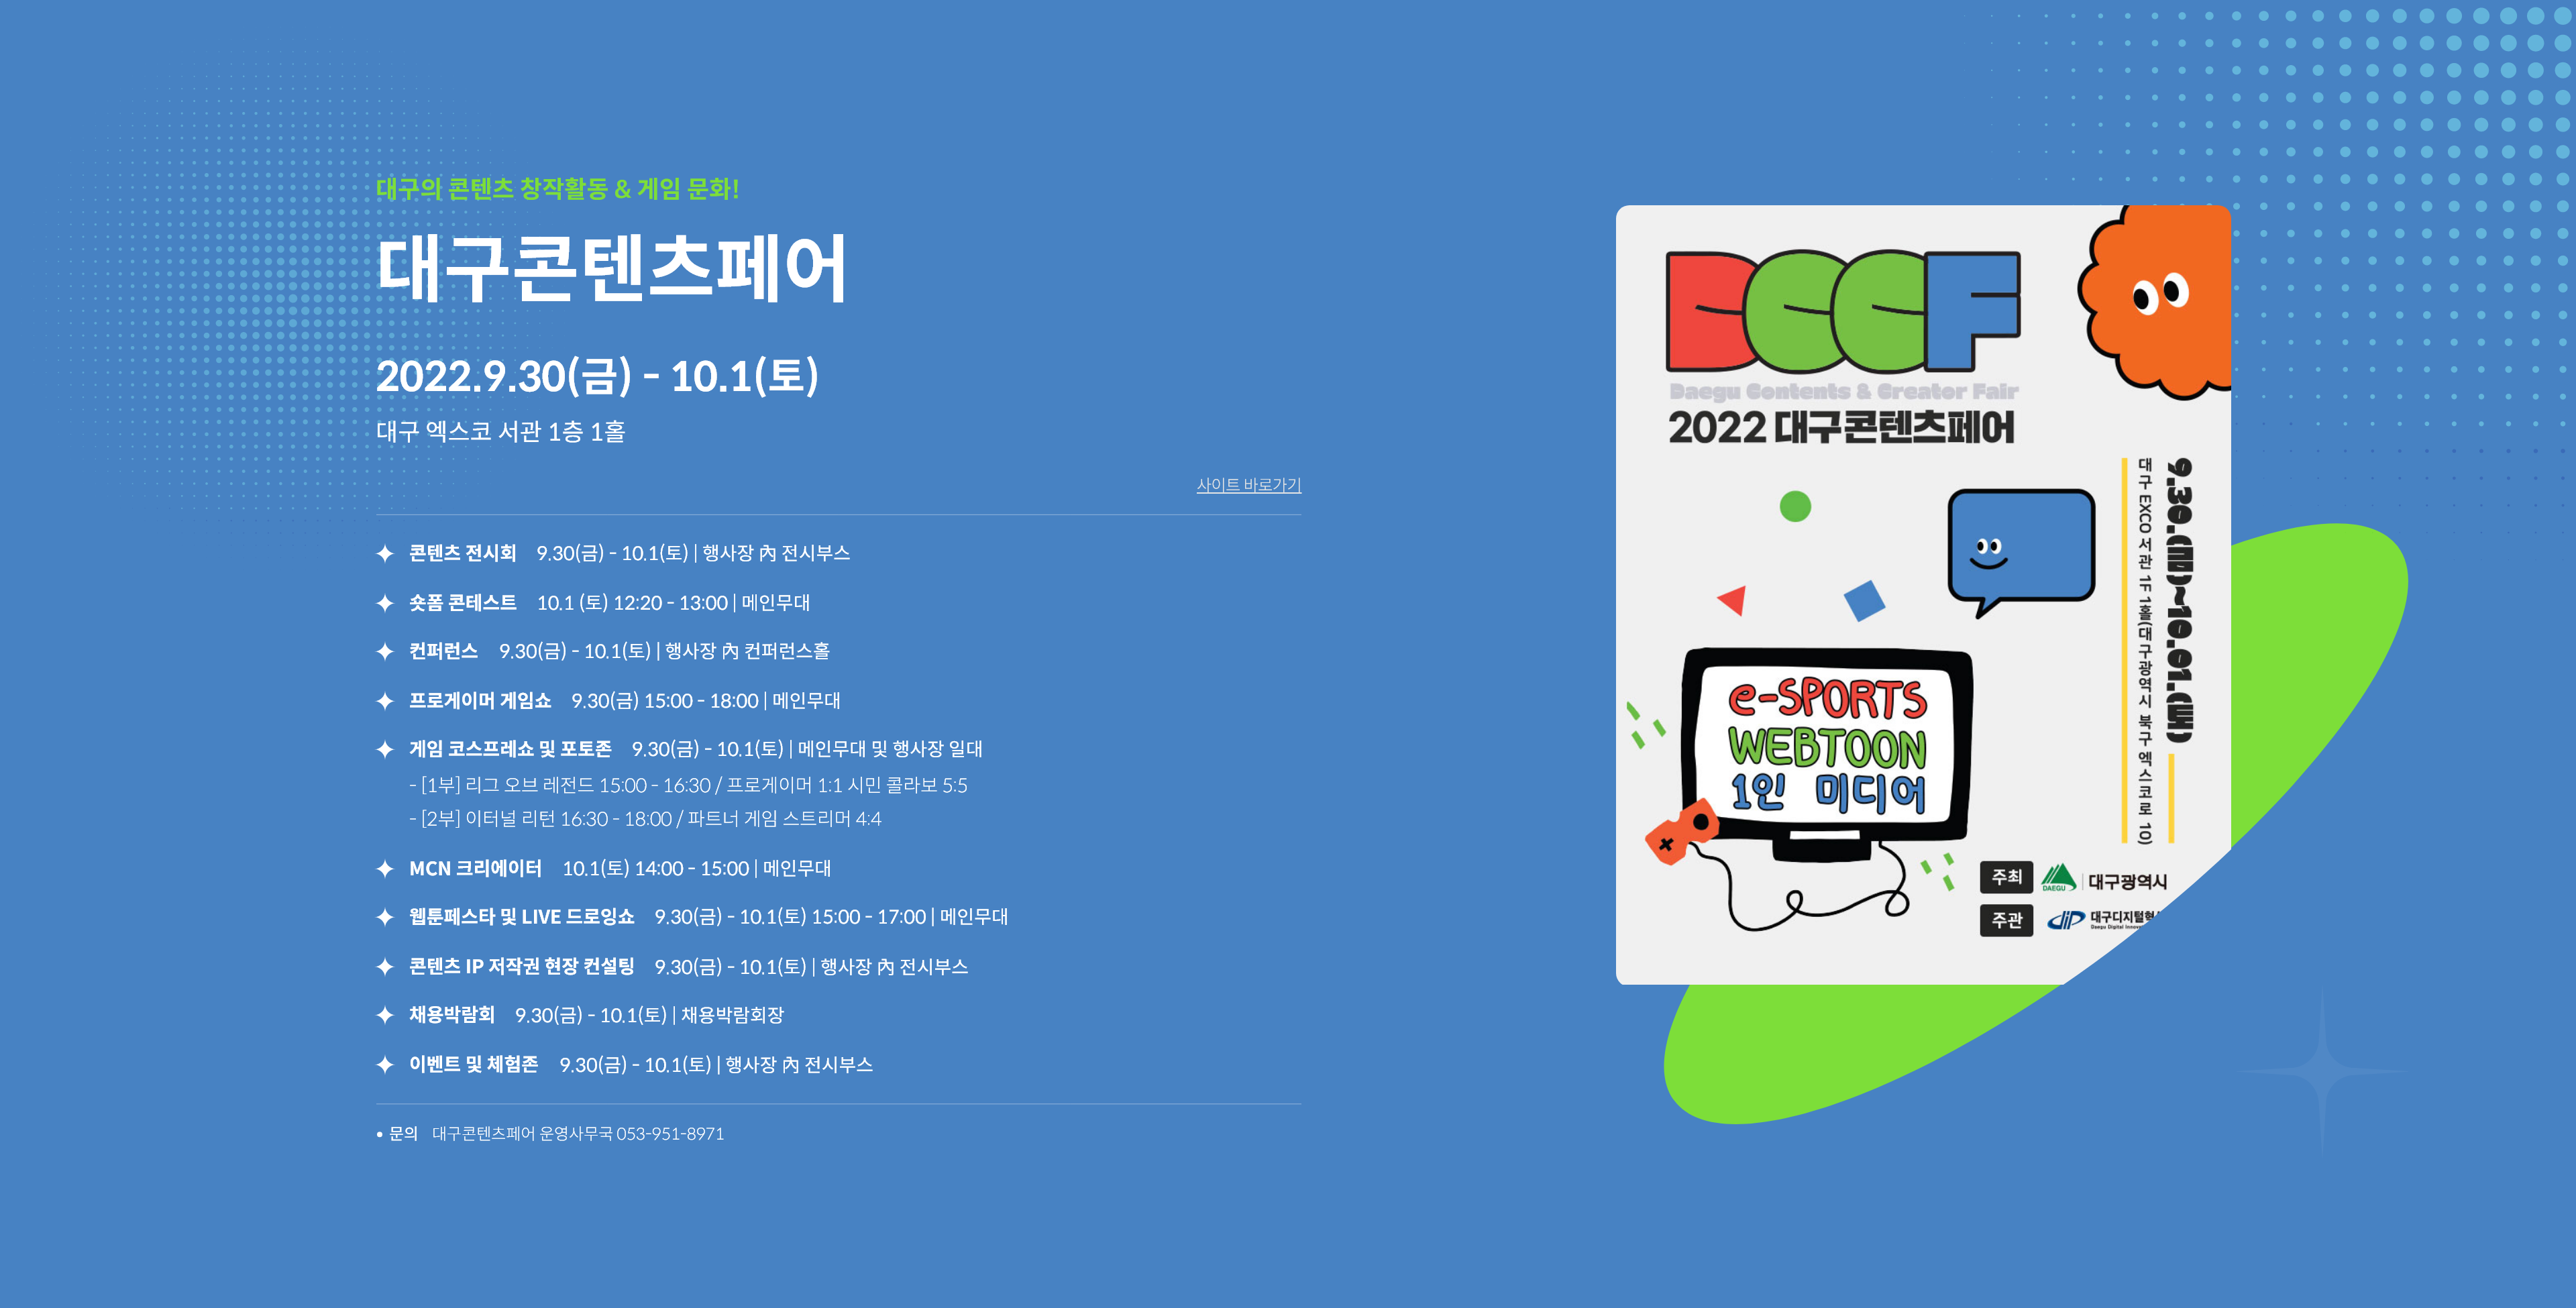 대구의 콘텐츠 창작활동 & 게임 문화!
대구콘텐츠페어
2022.9.30(금) - 10.1(토)
대구 엑스코 서관 1층 1홀
사이트 바로가기
콘텐츠 전시회 9.30(금) - 10.1(토) | 행사장 內 전시부스
숏폼 콘테스트 10.1 (토) 12:20 - 13:00 | 메인무대
컨퍼런스 9.30(금) - 10.1(토) | 행사장 內 컨퍼런스홀
프로게이머 게임쇼 9.30(금) 15:00 - 18:00 | 메인무대
게임 코스프레쇼 및 포토존 9.30(금) - 10.1(토) | 메인무대 및 행사장 일대
- [1부] 리그 오브 레전드 15:00 - 16:30 / 프로게이머 1:1 시민 콜라보 5:5
- [2부] 이터널 리턴 16:30 - 18:00 / 파트너 게임 스트리머 4:4
MCN 크리에이터 10.1(토) 14:00 - 15:00 | 메인무대
웹툰페스타 및 LIVE 드로잉쇼 9.30(금) - 10.1(토) 15:00 - 17:00 | 메인무대
콘텐츠 IP 저작권 현장 컨설팅 9.30(금) - 10.1(토) | 행사장 內 전시부스
채용박람회 9.30(금) - 10.1(토) | 채용박람회장
이벤트 및 체험존 9.30(금) - 10.1(토) | 행사장 內 전시부스
• 문의 대구콘텐츠페어 운영사무국 053-951-8971
DCCF
Daegu Contents & Creator Fair
2022 대구콘텐츠페어
9.30.(금)~10.01.(토)
대구 EXCO 서관 1F 1홀(대구광역시 북구 엑스코로 10)
e-SPORTS
WEBTOON
1인 미디어
주최 DAEGU 대구광역시
주관 dip 대구디지털혁
Daegu Digital